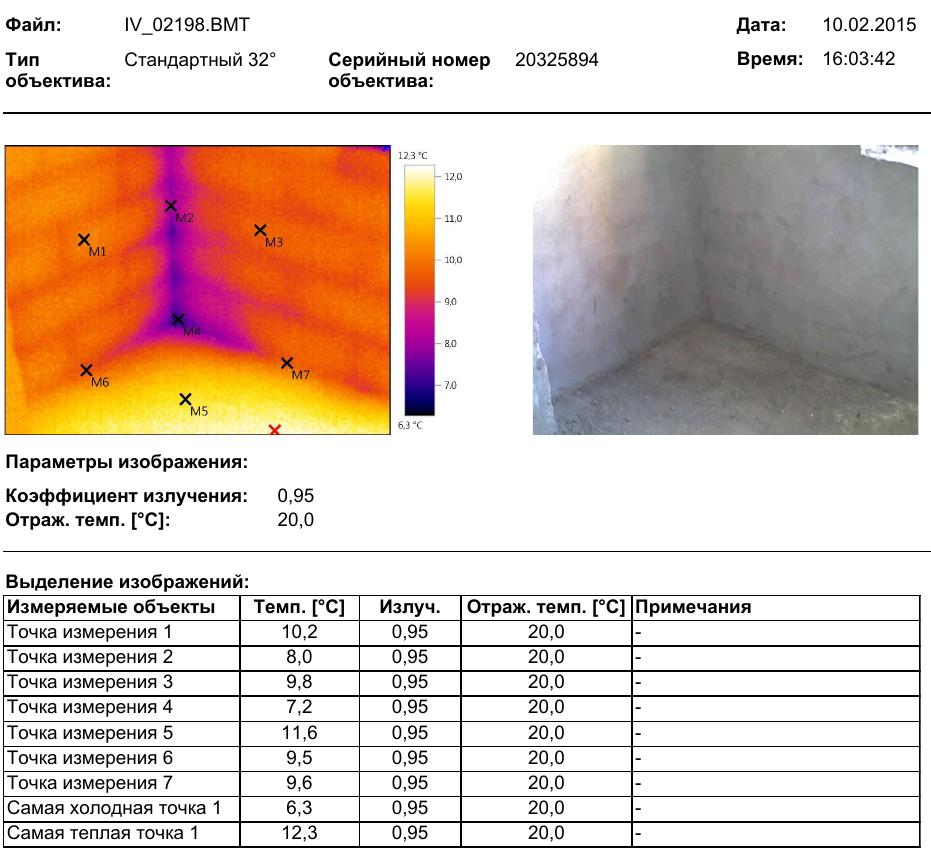 Файл: IV_02198.BMT Дата: 10.02.2015
Тип объектива: Стандартный 32° Серийный номер объектива: 20325894 Время: 16:03:42
12,3 °C
12,0
11,0
10,0
9,0
8,0
7,0
6,3 °C
M1
M2
M3
M4
M5
M6
M7
Параметры изображения:
Коэффициент излучения: 0,95
Отраж. темп. [°C]: 20,0
Выделение изображений:
Измеряемые объекты Темп. [°C] Излуч. Отраж. темп. [°C] Примечания
Точка измерения 1 10,2 0,95 20,0 -
Точка измерения 2 8,0 0,95 20,0 -
Точка измерения 3 9,8 0,95 20,0 -
Точка измерения 4 7,2 0,95 20,0 -
Точка измерения 5 11,6 0,95 20,0 -
Точка измерения 6 9,5 0,95 20,0 -
Точка измерения 7 9,6 0,95 20,0 -
Самая холодная точка 1 6,3 0,95 20,0 -
Самая теплая точка 1 12,3 0,95 20,0 -